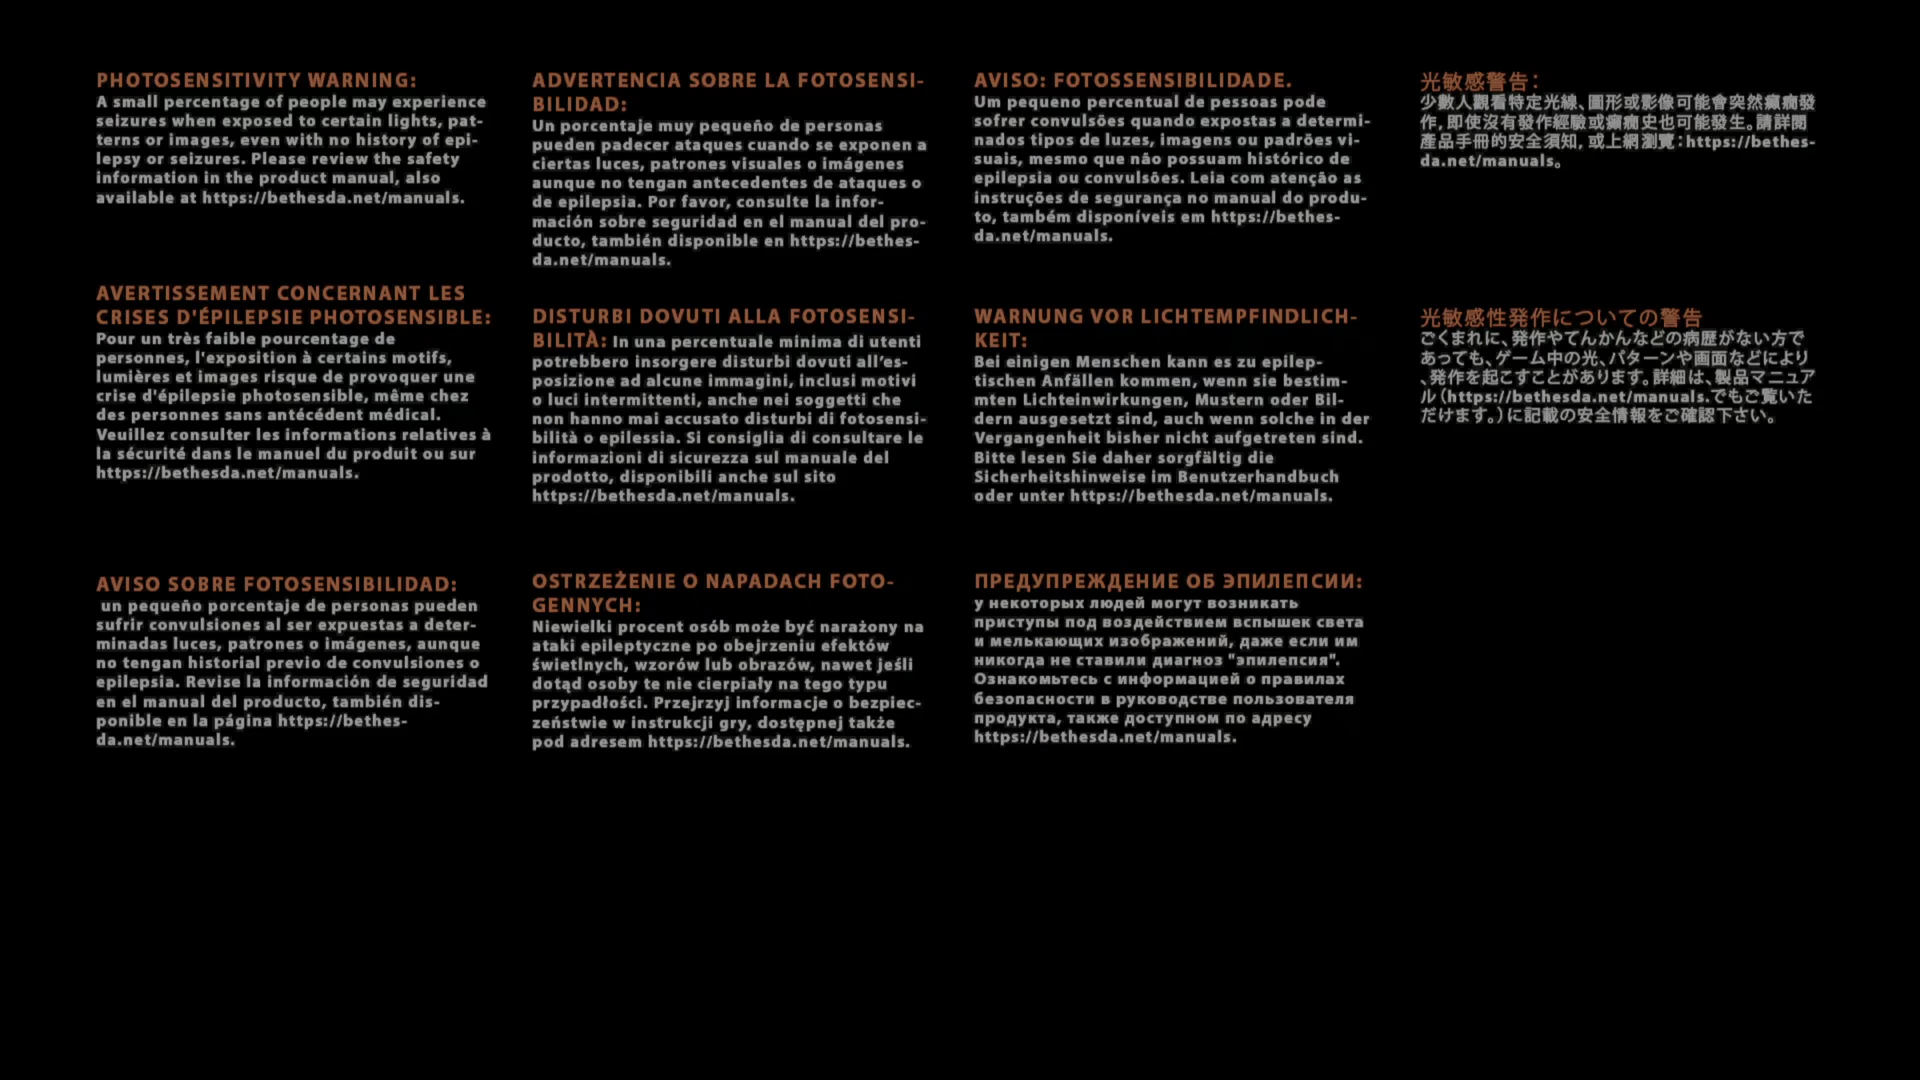 PHOTOSENSITIVITY WARNING:
A small percentage of people may experience
seizures when exposed to certain lights, pat-
terns or images, even with no history of epi-
lepsy or seizures. Please review the safety
information in the product manual, also
available at https://bethesda.net/manuals.
AVERTISSEMENT CONCERNANT LES
CRISES D'ÉPILEPSIE PHOTOSENSIBLE:
Pour un très faible pourcentage de
personnes, l'exposition à certains motifs,
lumières et images risque de provoquer une
crise d'épilepsie photosensible, même chez
des personnes sans antécédent médical.
Veuillez consulter les informations relatives à
la sécurité dans le manuel du produit ou sur
https://bethesda.net/manuals.
AVISO SOBRE FOTOSENSIBILIDAD:
un pequeño porcentaje de personas pueden
sufrir convulsiones al ser expuestas a deter-
minadas luces, patrones o imágenes, aunque
no tengan historial previo de convulsiones o
epilepsia. Revise la información de seguridad
en el manual del producto, también dis-
ponible en la página https://bethes-
da.net/manuals.
ADVERTENCIA SOBRE LA FOTOSENSI-
BILIDAD:
Un porcentaje muy pequeño de personas
pueden padecer ataques cuando se exponen a
ciertas luces, patrones visuales o imágenes
aunque no tengan antecedentes de ataques o
de epilepsia. Por favor, consulte la infor-
mación sobre seguridad en el manual del pro-
ducto, también disponible en https://bethes-
da.net/manuals.
DISTURBI DOVUTI ALLA FOTOSENSI-
BILITÀ: In una percentuale minima di utenti
potrebbero insorgere disturbi dovuti all’es-
posizione ad alcune immagini, inclusi motivi
o luci intermittenti, anche nei soggetti che
non hanno mai accusato disturbi di fotosensi-
bilità o epilessia. Si consiglia di consultare le
informazioni di sicurezza sul manuale del
prodotto, disponibili anche sul sito
https://bethesda.net/manuals.
OSTRZEŻENIE O NAPADACH FOTO-
GENNYCH:
Niewielki procent osób może być narażony na
ataki epileptyczne po obejrzeniu efektów
świetlnych, wzorów lub obrazów, nawet jeśli
dotąd osoby te nie cierpiały na tego typu
przypadłości. Przejrzyj informacje o bezpiec-
zeństwie w instrukcji gry, dostępnej także
pod adresem https://bethesda.net/manuals.
AVISO: FOTOSSENSIBILIDADE.
Um pequeno percentual de pessoas pode
sofrer convulsões quando expostas a determi-
nados tipos de luzes, imagens ou padrões vi-
suais, mesmo que não possuam histórico de
epilepsia ou convulsões. Leia com atenção as
instruções de segurança no manual do produ-
to, também disponíveis em https://bethes-
da.net/manuals.
WARNUNG VOR LICHTEMPFINDLICH-
KEIT:
Bei einigen Menschen kann es zu epilep-
tischen Anfällen kommen, wenn sie bestim-
mten Lichteinwirkungen, Mustern oder Bil-
dern ausgesetzt sind, auch wenn solche in der
Vergangenheit bisher nicht aufgetreten sind.
Bitte lesen Sie daher sorgfältig die
Sicherheitshinweise im Benutzerhandbuch
oder unter https://bethesda.net/manuals.
ПРЕДУПРЕЖДЕНИЕ ОБ ЭПИЛЕПСИИ:
у некоторых людей могут возникать
приступы под воздействием вспышек света
и мелькающих изображений, даже если им
никогда не ставили диагноз "эпилепсия".
Ознакомьтесь с информацией о правилах
безопасности в руководстве пользователя
продукта, также доступном по адресу
https://bethesda.net/manuals.
光敏感警告：
少數人觀看特定光線、圖形或影像可能會突然癲癇發
作，即使沒有發作經驗或癲癇史也可能發生。請詳閱
產品手冊的安全須知，或上網瀏覽：https://bethes-
da.net/manuals。
光敏感性発作についての警告
ごくまれに、発作やてんかんなどの病歴がない方で
あっても、ゲーム中の光、パターンや画面などにより
、発作を起こすことがあります。詳細は、製品マニュア
ル（https://bethesda.net/manuals.でもご覧いた
だけます。）に記載の安全情報をご確認下さい。